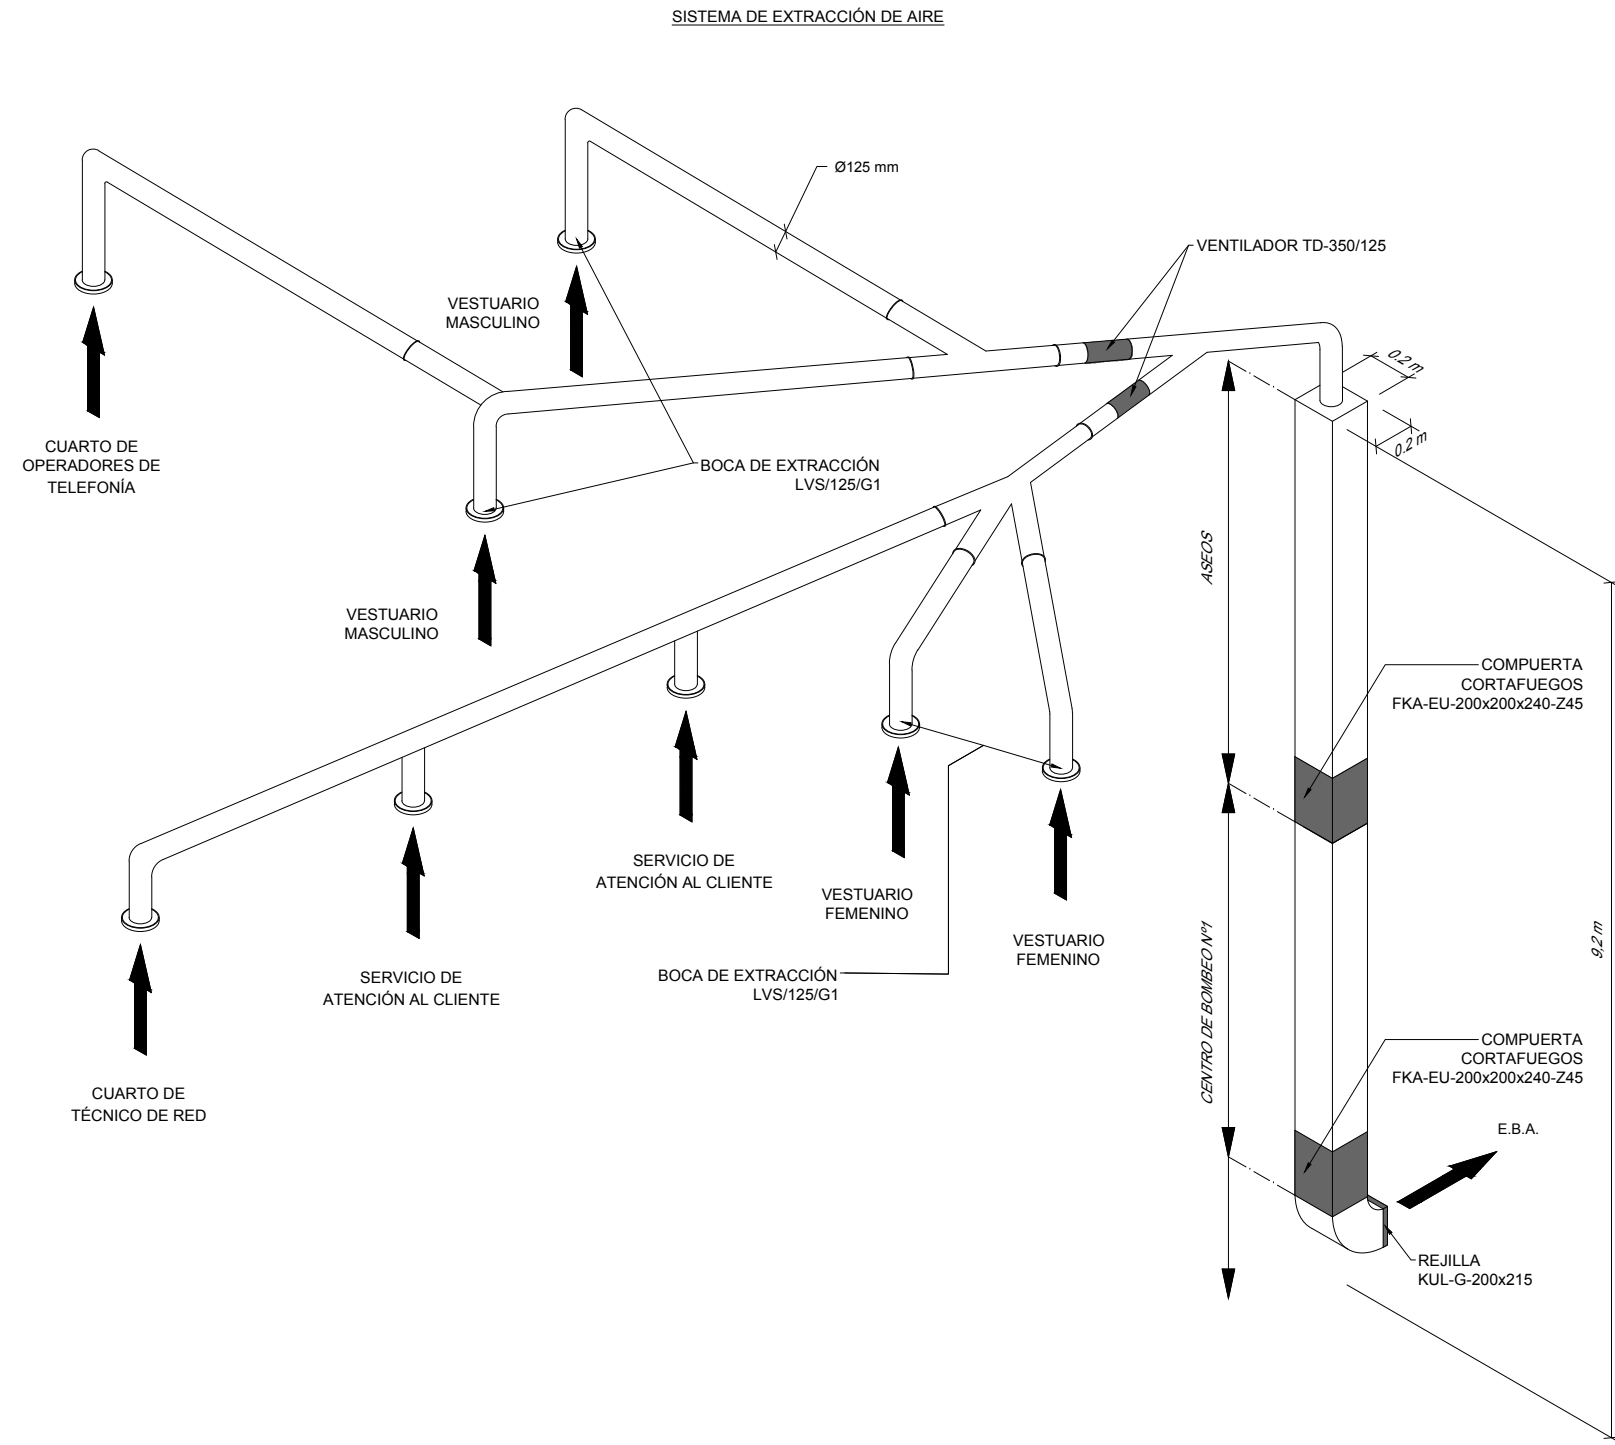 SISTEMA DE EXTRACCIÓN DE AIRE
Ø125 mm
VENTILADOR TD-350/125
VESTUARIO
MASCULINO
0.2 m
0.2 m
CUARTO DE
OPERADORES DE
TELEFONÍA
BOCA DE EXTRACCIÓN
LVS/125/G1
ASEOS
VESTUARIO
MASCULINO
COMPUERTA
CORTAFUEGOS
FKA-EU-200x200x240-Z45
SERVICIO DE
ATENCIÓN AL CLIENTE
VESTUARIO
FEMENINO
VESTUARIO
FEMENINO
9,2 m
SERVICIO DE
ATENCIÓN AL CLIENTE
BOCA DE EXTRACCIÓN
LVS/125/G1
CENTRO DE BOMBEO Nº1
COMPUERTA
CORTAFUEGOS
FKA-EU-200x200x240-Z45
CUARTO DE
TÉCNICO DE RED
E.B.A.
REJILLA
KUL-G-200x215